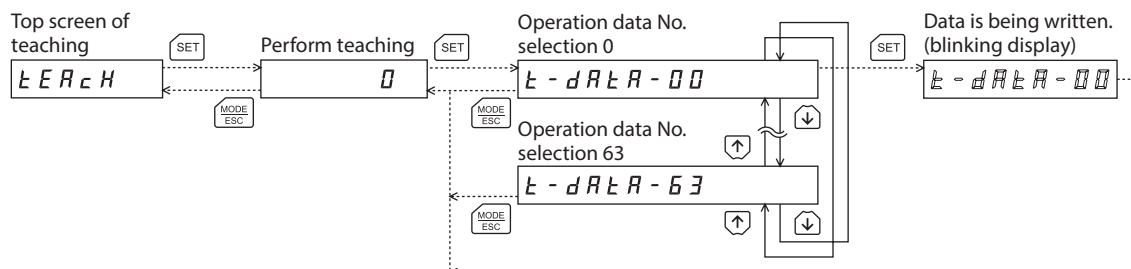 Top screen of
teaching
SET
Perform teaching
SET
Operation data No.
selection 0
SET
Data is being written.
(blinking display)
tEAcH
0
t-dAtA-00
t-dAtA-00
MODE
ESC
MODE
ESC
↓
Operation data No.
selection 63
↑
t-dAtA-63
MODE
ESC
↑
↓